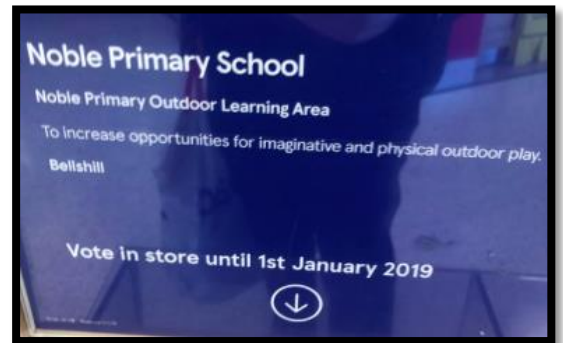 Noble Primary School
Noble Primary Outdoor Learning Area
To increase opportunities for imaginative and physical outdoor play.
Bellshill
Vote in store until 1st January 2019